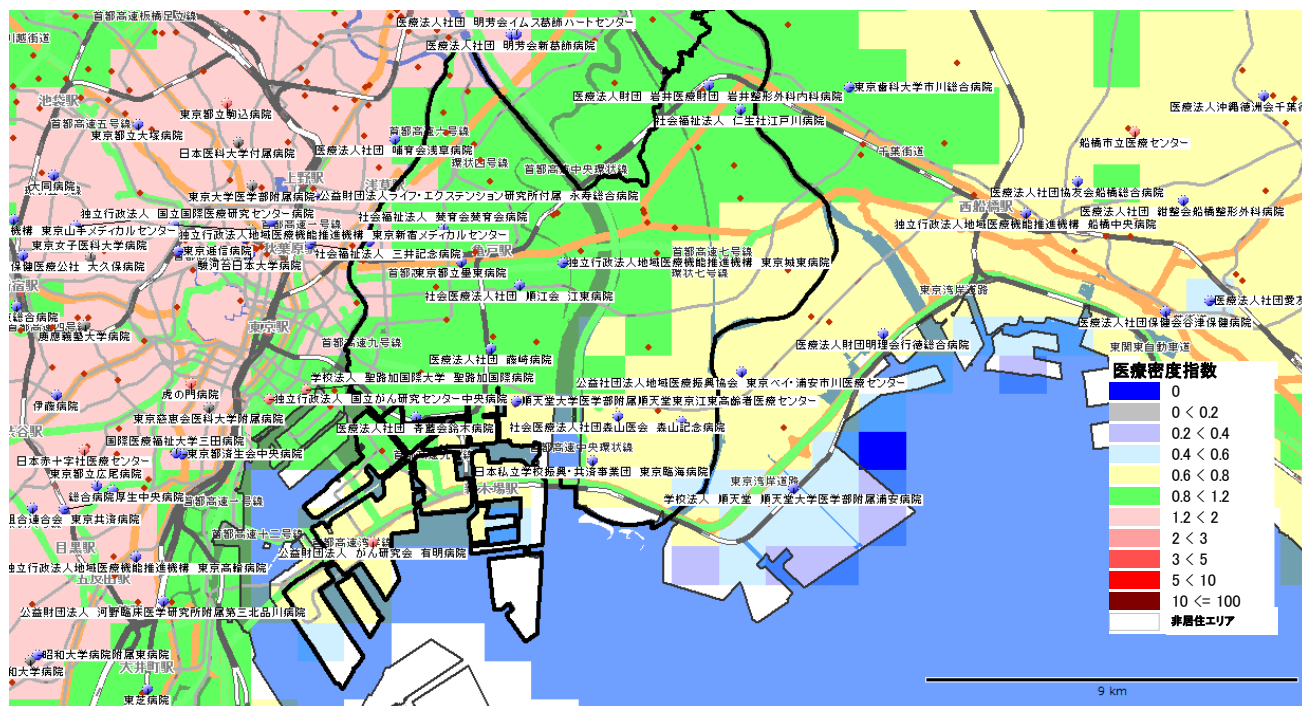 首都高速板橋足立線
医療法人社団 明芳会イムス葛飾ハートセンター
医療法人社団 明芳会新葛飾病院
川越街道
池袋駅
医療法人財団 岩井医療財団 岩井整形外科内科病院
東京歯科大学市川総合病院
医療法人沖縄徳洲会千葉
東京都立駒込病院
社会福祉法人 仁生社江戸川病院
首都高速五号線
東京都立大塚病院
首都高速六号線
船橋市立医療センター
日本医科大学付属病院
医療法人社団 哺育会浅草病院
環状四号線
千葉街道
首都高速中央環状線
大同病院
上野駅
浅草
医療法人社団協友会船橋総合病院
東京大学医学部附属病院
公益財団法人ライフ・エクステンション研究所付属 永寿総合病院
西船橋駅
医療法人社団 紺整会船橋整形外科病院
独立行政法人 国立国際医療研究センター病院
社会福祉法人 賛育会賛育会病院
独立行政法人地域医療機能推進機構 船橋中央病院
機構 東京山手メディカルセンター
独立行政法人地域医療機能推進機構 東京新宿メディカルセンター
東京女子医科大学病院
東京逓信病院
秋葉原
社会福祉法人 三井記念病院
亀戸駅
首都高速七号線
保健医療公社 大久保病院
駿河台日本大学病院
東京都立墨東病院
独立行政法人地域医療機能推進機構 東京城東病院
環状七号線
社会医療法人社団 順江会 江東病院
東京湾岸道路
医療法人社団愛友
首都高速四号線
東京駅
医療法人社団保健会谷津保健病院
慶應義塾大学病院
首都高速九号線
医療法人財団明理会行徳総合病院
東関東自動車道
医療法人社団 藤崎病院
医療密度指数
虎の門病院
学校法人 聖路加国際大学 聖路加国際病院
公益社団法人地域医療振興協会 東京ベイ・浦安市川医療センター
0
伊藤病院
独立行政法人 国立がん研究センター中央病院
順天堂大学医学部附属順天堂東京江東高齢者医療センター
0 < 0.2
東京慈恵会医科大学附属病院
医療法人社団 寿藍会鈴木病院
社会医療法人社団森山医会 森山記念病院
0.2 < 0.4
国際医療福祉大学三田病院
東京都済生会中央病院
首都高速中央環状線
0.4 < 0.6
日本赤十字社医療センター
日本私立学校振興・共済事業団 東京臨海病院
0.6 < 0.8
東京都立広尾病院
新木場駅
東京湾岸道路
0.8 < 1.2
総合病院厚生中央病院
首都高速一号線
学校法人 順天堂 順天堂大学医学部附属浦安病院
1.2 < 2
組合連合会 東京共済病院
首都高速十二号線
首都高速湾岸線
2 < 3
目黒駅
公益財団法人 がん研究会 有明病院
3 < 5
独立行政法人地域医療機能推進機構 東京高輪病院
五反田駅
5 < 10
公益財団法人 河野臨床医学研究所附属第三北品川病院
10 <= 100
非居住エリア
昭和大学病院附属東病院
和大学病院
大井町駅
東芝病院
9 km